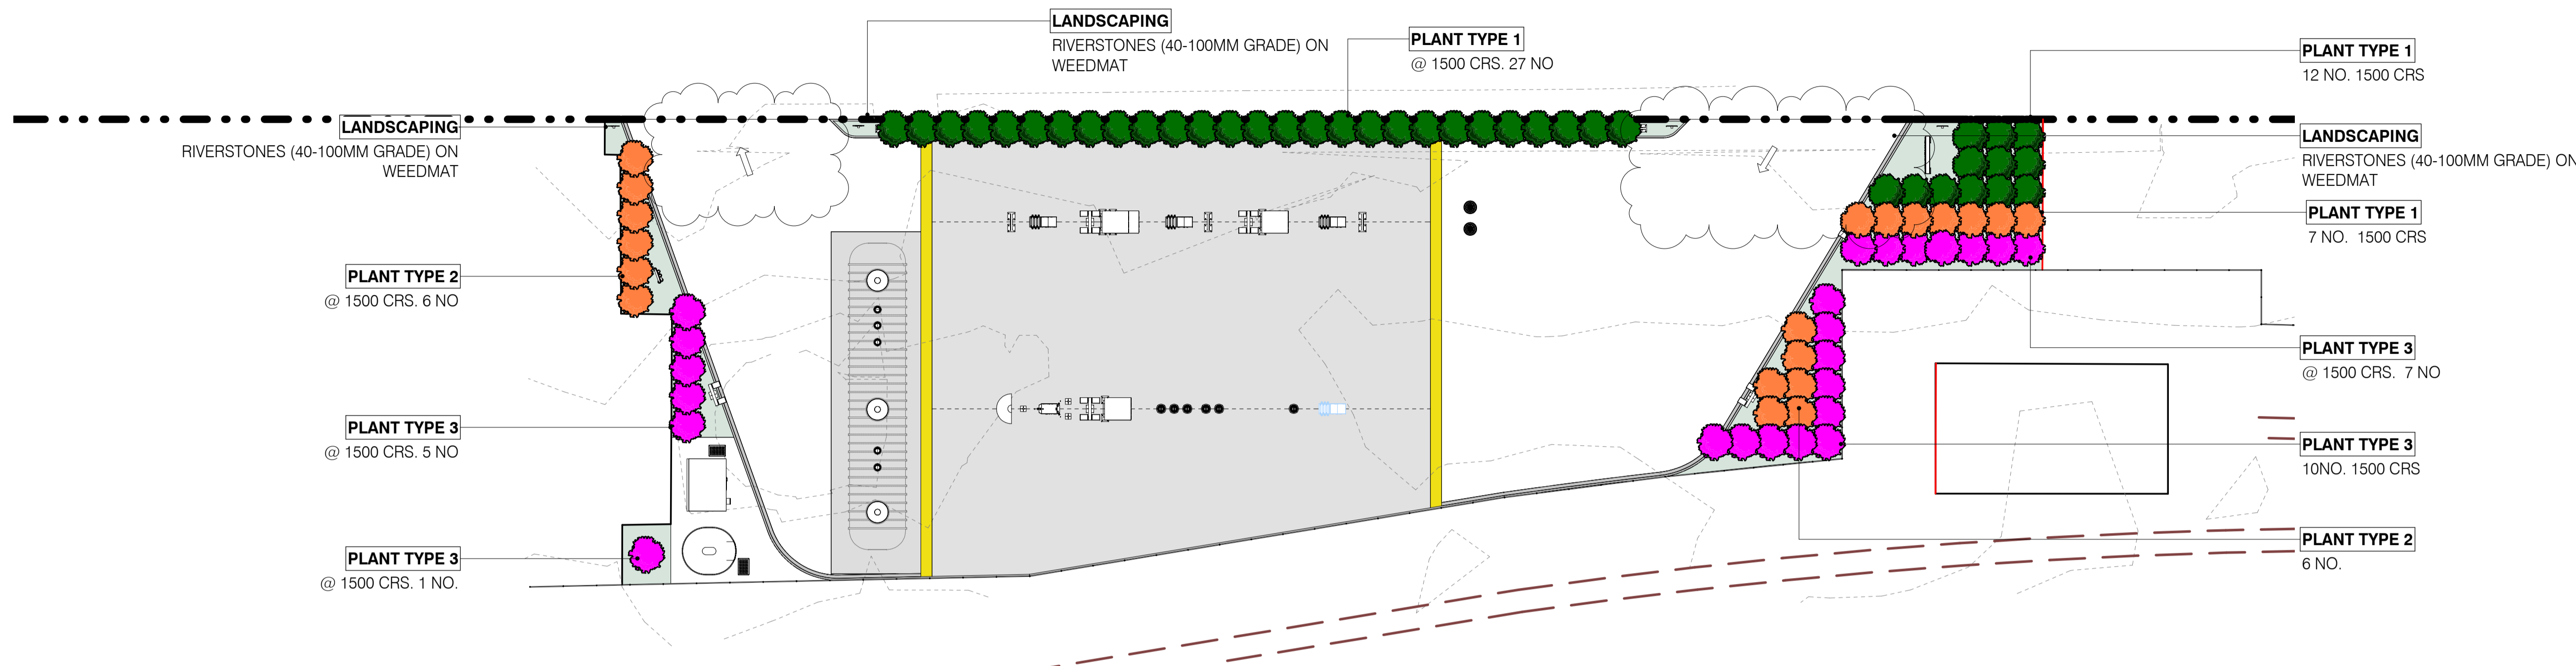 LANDSCAPING
RIVERSTONES (40-100MM GRADE) ON
WEEDMAT
PLANT TYPE 1
@ 1500 CRS. 27 NO
PLANT TYPE 1
12 NO. 1500 CRS
LANDSCAPING
RIVERSTONES (40-100MM GRADE) ON
WEEDMAT
LANDSCAPING
RIVERSTONES (40-100MM GRADE) ON
WEEDMAT
PLANT TYPE 1
7 NO. 1500 CRS
PLANT TYPE 2
@ 1500 CRS. 6 NO
PLANT TYPE 3
@ 1500 CRS. 7 NO
PLANT TYPE 3
@ 1500 CRS. 5 NO
PLANT TYPE 3
10NO. 1500 CRS
PLANT TYPE 3
@ 1500 CRS. 1 NO.
PLANT TYPE 2
6 NO.